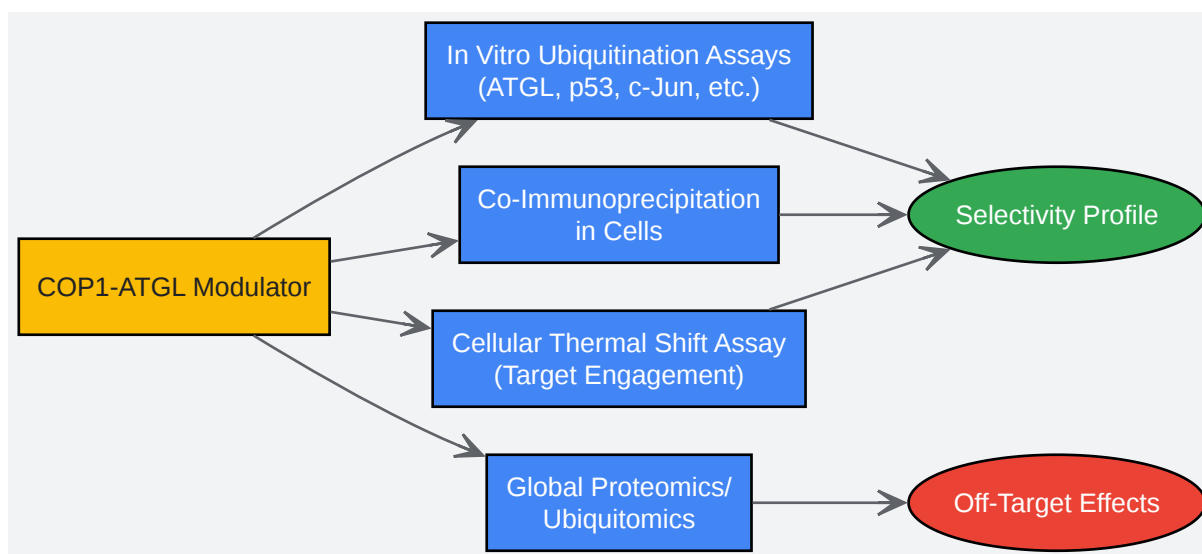 In Vitro Ubiquitination Assays
(ATGL, p53, c-Jun, etc.)
Co-Immunoprecipitation
in Cells
Selectivity Profile
COP1-ATGL Modulator
Cellular Thermal Shift Assay
(Target Engagement)
Global Proteomics/
Ubiquitomics
Off-Target Effects